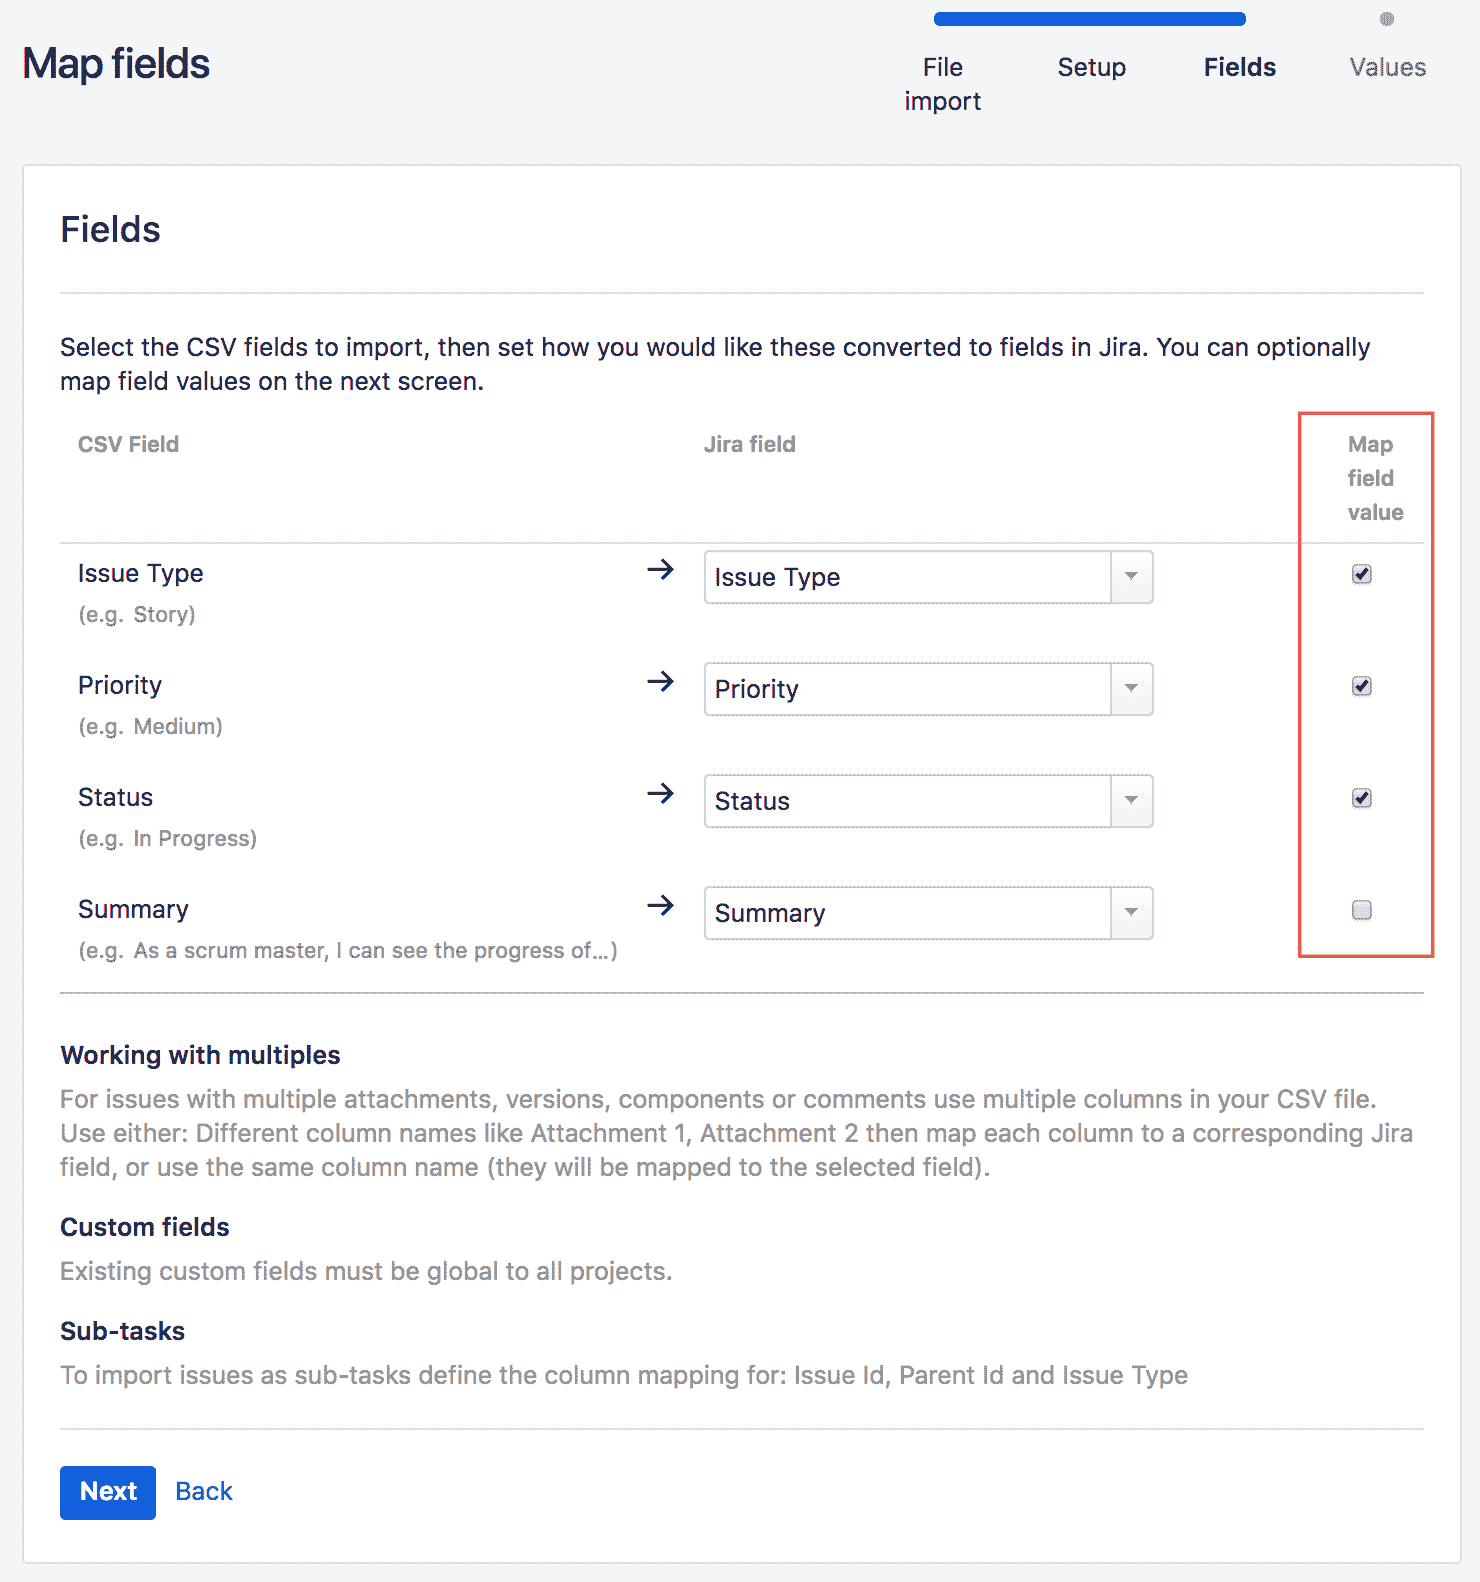 Map fields
File
import
Setup
Fields
Values
Fields
Select the CSV fields to import, then set how you would like these converted to fields in Jira. You can optionally
map field values on the next screen.
CSV Field
Jira field
Map
field
value
Issue Type
(e.g. Story)
Issue Type
Priority
(e.g. Medium)
Priority
Status
(e.g. In Progress)
Status
Summary
(e.g. As a scrum master, I can see the progress of...)
Summary
Working with multiples
For issues with multiple attachments, versions, components or comments use multiple columns in your CSV file.
Use either: Different column names like Attachment 1, Attachment 2 then map each column to a corresponding Jira
field, or use the same column name (they will be mapped to the selected field).
Custom fields
Existing custom fields must be global to all projects.
Sub-tasks
To import issues as sub-tasks define the column mapping for: Issue Id, Parent Id and Issue Type
Next
Back